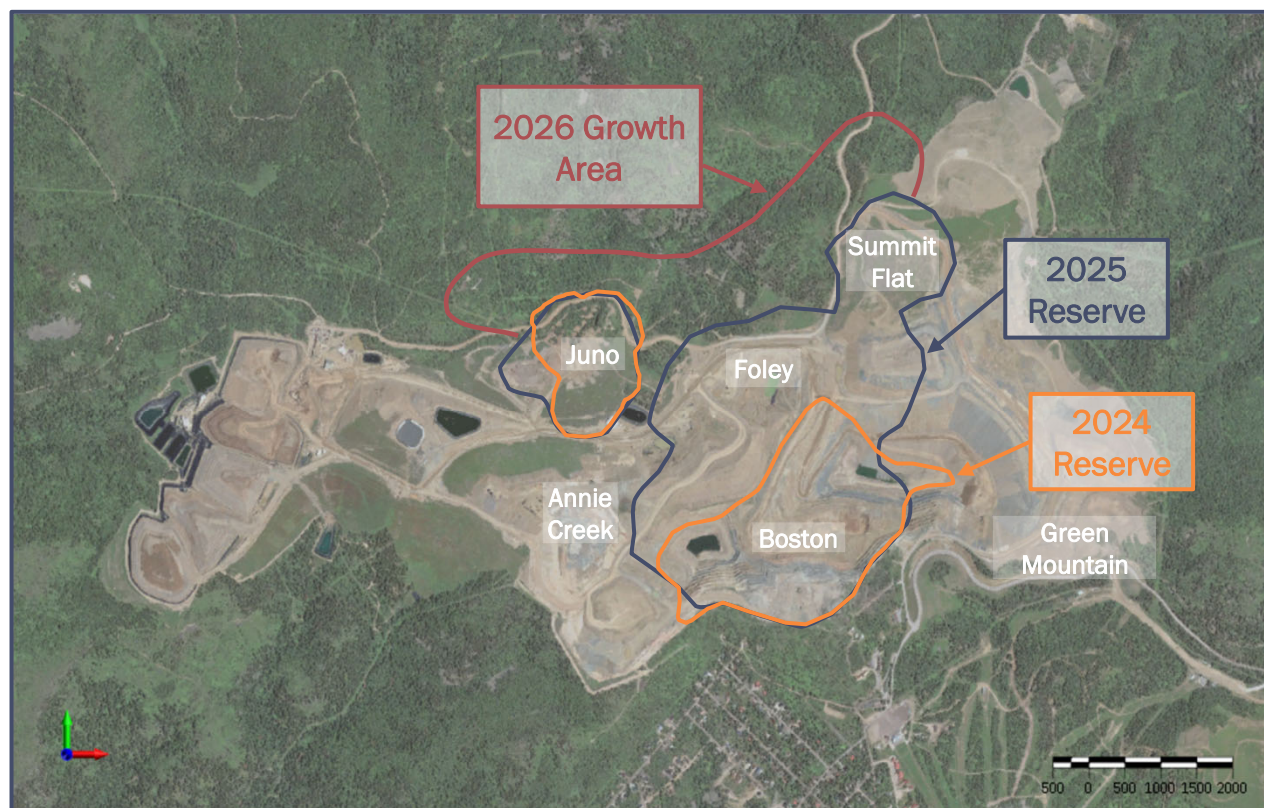 2026 Growth
Area
Summit
Flat
2025
Reserve
Juno
Foley
2024
Reserve
Annie
Creek
Boston
Green
Mountain
500 0 500 1000 1500 2000